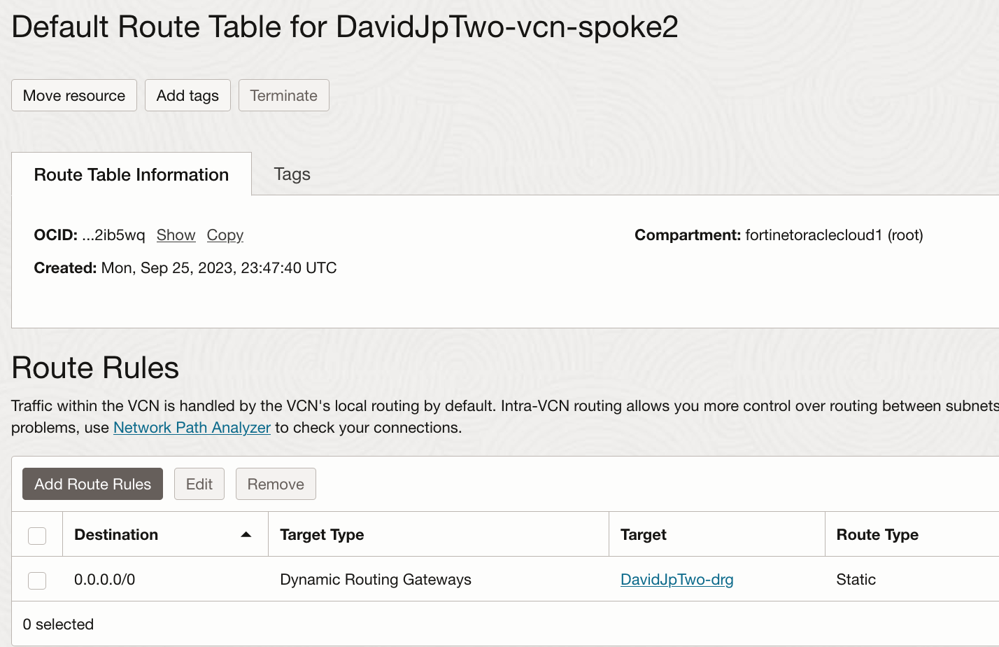 Default Route Table for DavidJpTwo-vcn-spoke2
Move resource Add tags Terminate
Route Table Information Tags
OCID: ...2ib5wq Show Copy Compartment: fortinetoraclecloud1 (root)
Created: Mon, Sep 25, 2023, 23:47:40 UTC
Route Rules
Traffic within the VCN is handled by the VCN's local routing by default. Intra-VCN routing allows you more control over routing between subnets
problems, use Network Path Analyzer to check your connections.
Add Route Rules Edit Remove
Destination Target Type Target Route Type
0.0.0.0/0 Dynamic Routing Gateways DavidJpTwo-drg Static
0 selected